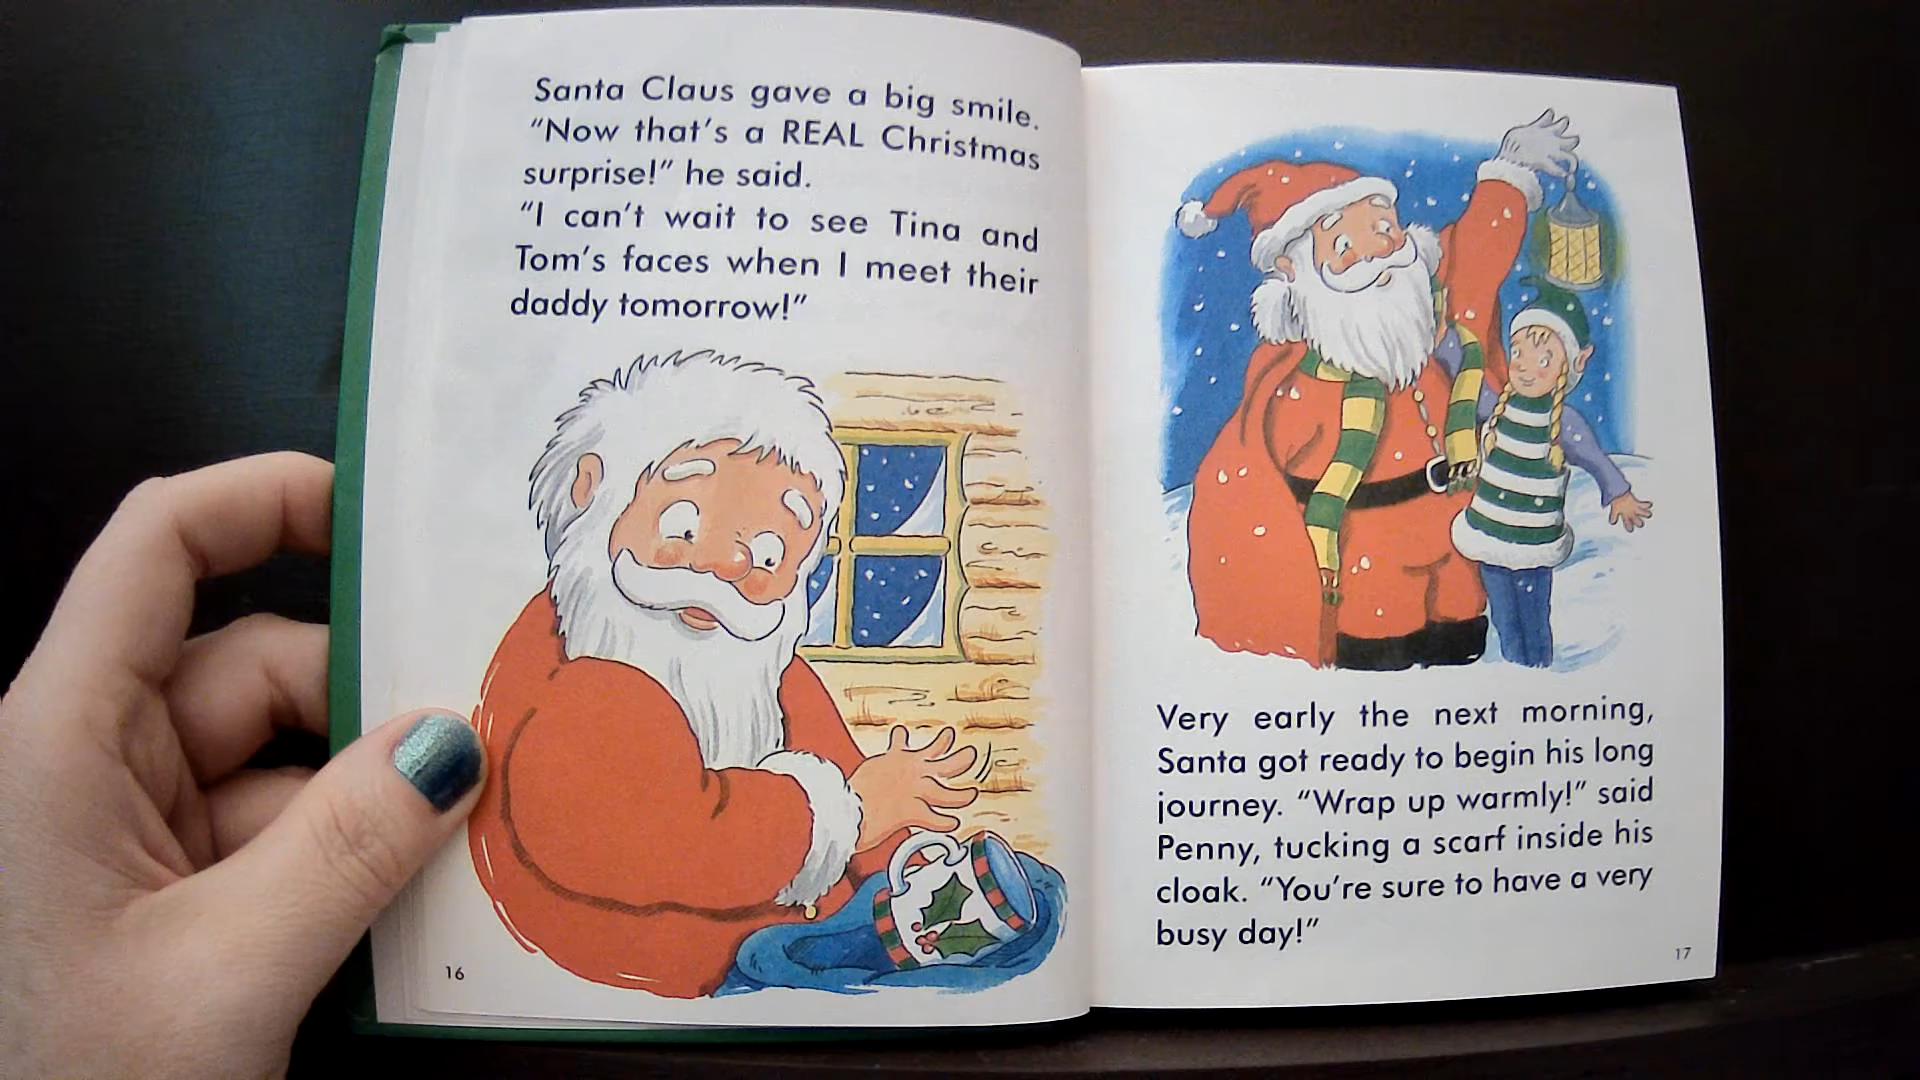 Santa Claus gave a big smile.
“Now that’s a REAL Christmas
surprise!” he said.
“I can’t wait to see Tina and
Tom’s faces when I meet their
daddy tomorrow!”
16
Very early the next morning,
Santa got ready to begin his long
journey. “Wrap up warmly!” said
Penny, tucking a scarf inside his
cloak. “You’re sure to have a very
busy day!”
17